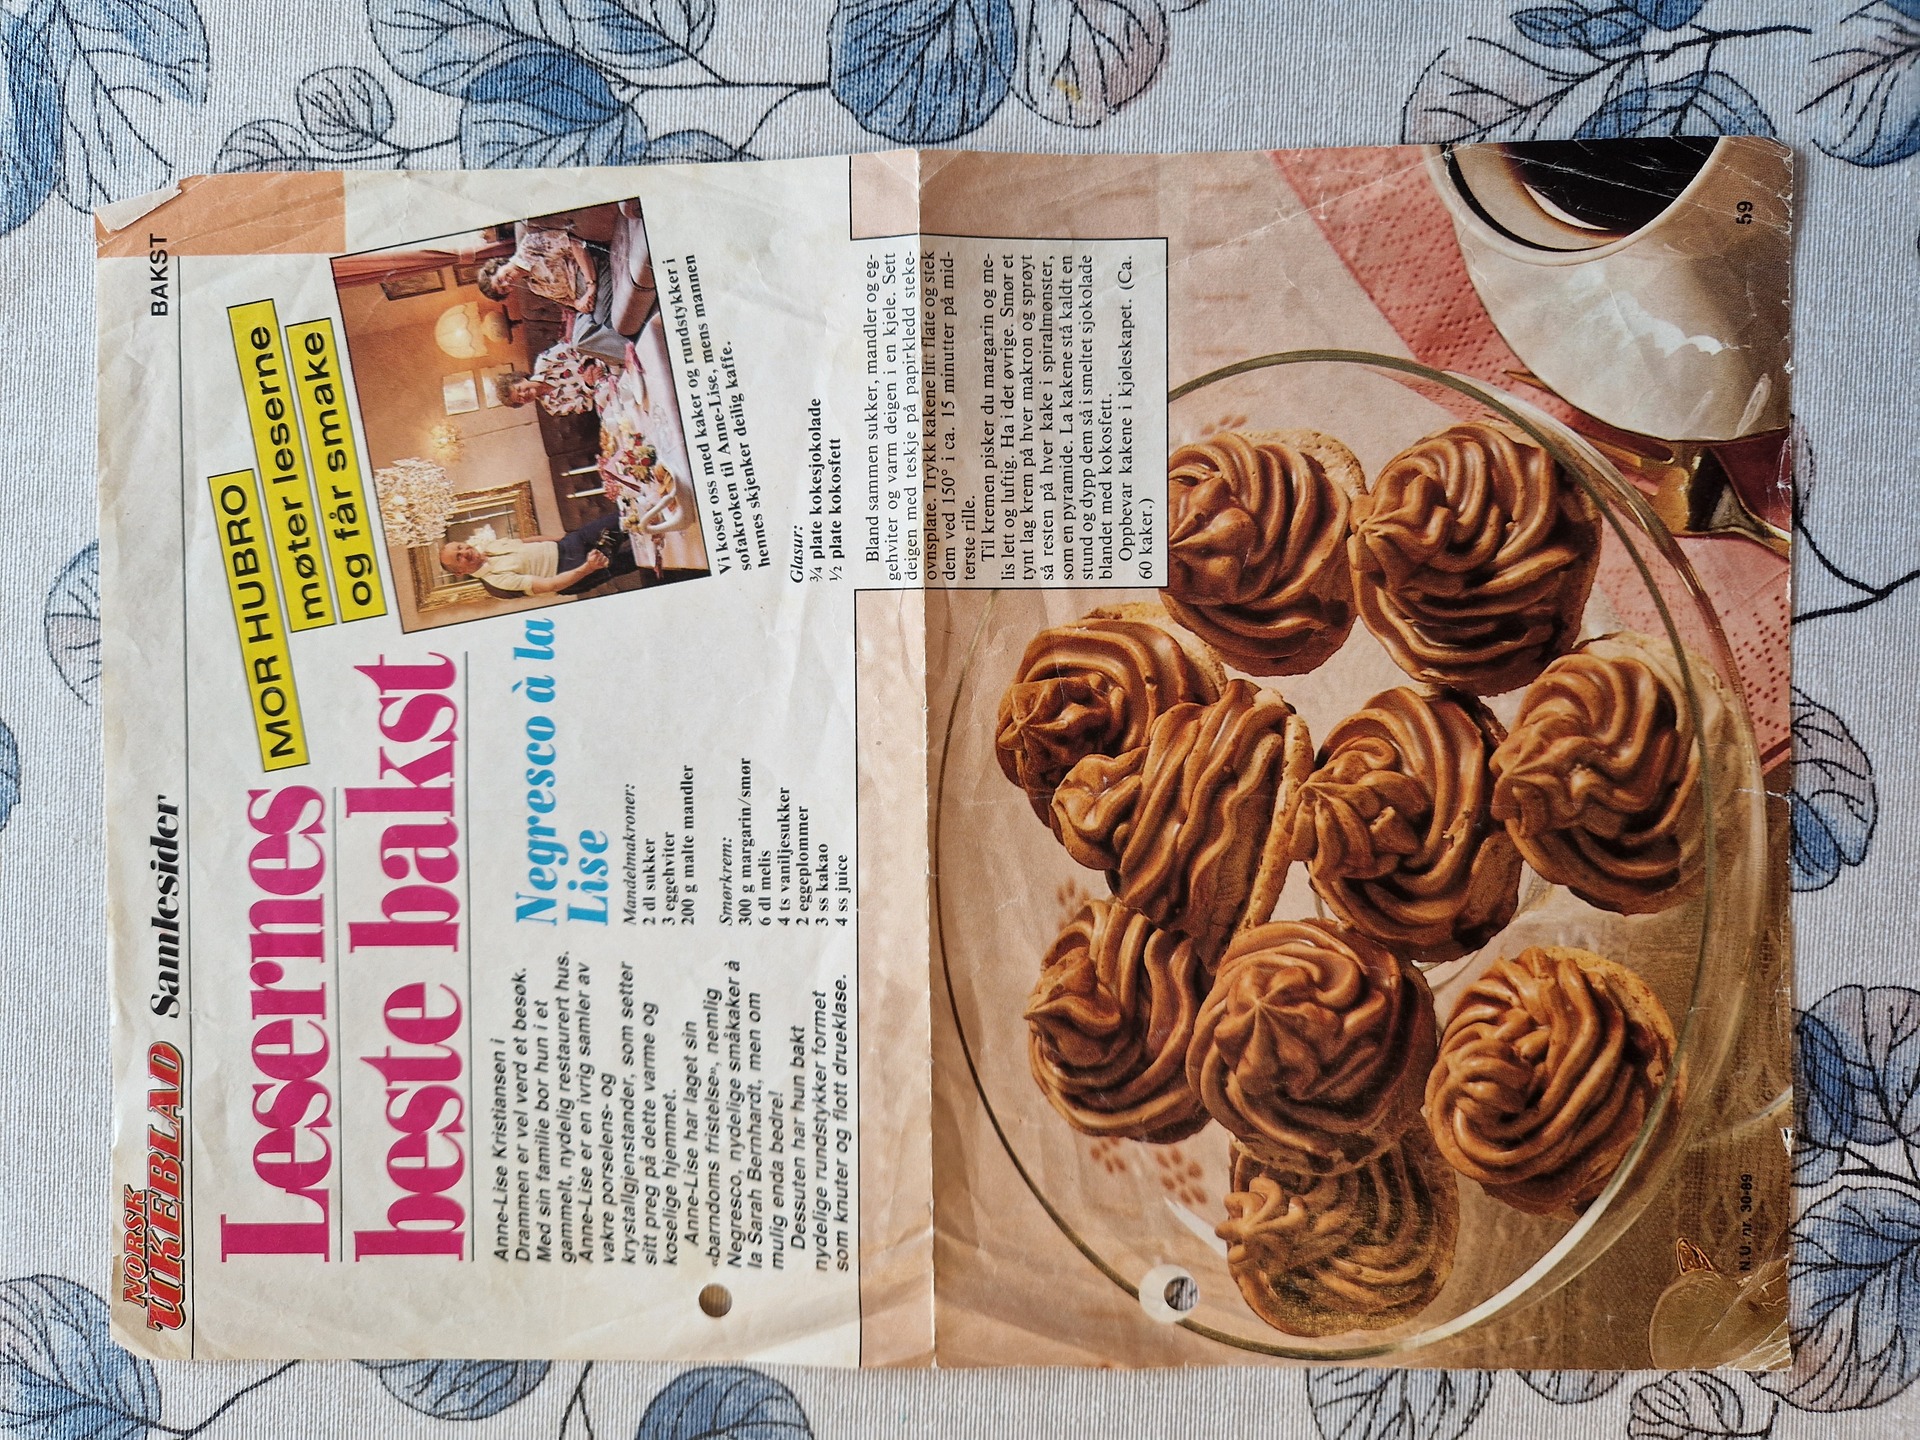 NORSK
UKEBLAD Samlesider
BAKST
Lesernes
beste bakst
MOR HUBRO
møter leserne
og får smake
Anne-Lise Kristiansen i
Drammen er vel verd et besøk.
Med sin familie bor hun i et
gammelt, nydelig restaurert hus.
Anne-Lise er en ivrig samler av
vakre porselens- og
krystallgjenstander, som setter
sitt preg på dette varme og
koselige hjemmet.
Anne-Lise har laget sin
«barndoms fristelse», nemlig
Negresco, nydelige småkaker à
la Sarah Bernhardt, men om
mulig enda bedre!
Dessuten har hun bakt
nydelige rundstykker formet
som knuter og flott drueklase.
Negresco à la
Lise
Mandelmakroner:
2 dl sukker
3 eggehviter
200 g malte mandler
Smørkrem:
300 g margarin/smør
6 dl melis
4 ts vaniljesukker
2 eggeplommer
3 ss kakao
4 ss juice
Vi koser oss med kaker og rundstykker i
sofakroken til Anne-Lise, mens mannen
hennes skjenker deilig kaffe.
Glasur:
¾ plate kokesjokolade
½ plate kokosfett
Bland sammen sukker, mandler og eg-
gehviter og varm deigen i en kjele. Sett
deigen med teskje på papirkledd steke-
ovnsplate. Trykk kakene litt flate og stek
dem ved 150° i ca. 15 minutter på mid-
terste rille.
Til kremen pisker du margarin og me-
lis lett og luftig. Ha i det øvrige. Smør et
tynt lag krem på hver makron og sprøyt
så resten på hver kake i spiralmønster,
som en pyramide. La kakene stå kaldt en
stund og dypp dem så i smeltet sjokolade
blandet med kokosfett.
Oppbevar kakene i kjøleskapet. (Ca.
60 kaker.)
N.U. nr. 30-89
59